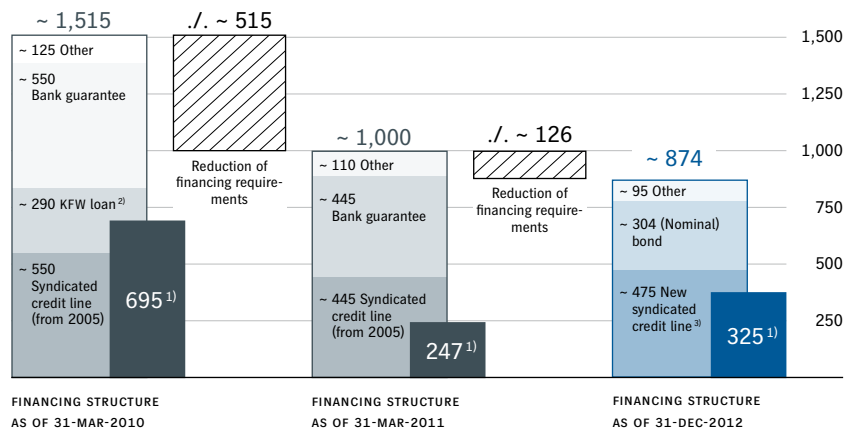 ~ 1,515
~ 125 Other
~ 550
Bank guarantee
~ 290 KFW loan 2)
~ 550
Syndicated
credit line
(from 2005)
695 1)
./. ~ 515
Reduction of
financing require-
ments
~ 1,000
~ 110 Other
~ 445
Bank guarantee
~ 445 Syndicated
credit line
(from 2005)
247 1)
./. ~ 126
Reduction of
financing require-
ments
~ 874
~ 95 Other
~ 304 (Nominal)
bond
~ 475 New
syndicated
credit line 3)
325 1)
1,500
1,250
1,000
750
500
250
FINANCING STRUCTURE
AS OF 31-MAR-2010
FINANCING STRUCTURE
AS OF 31-MAR-2011
FINANCING STRUCTURE
AS OF 31-DEC-2012